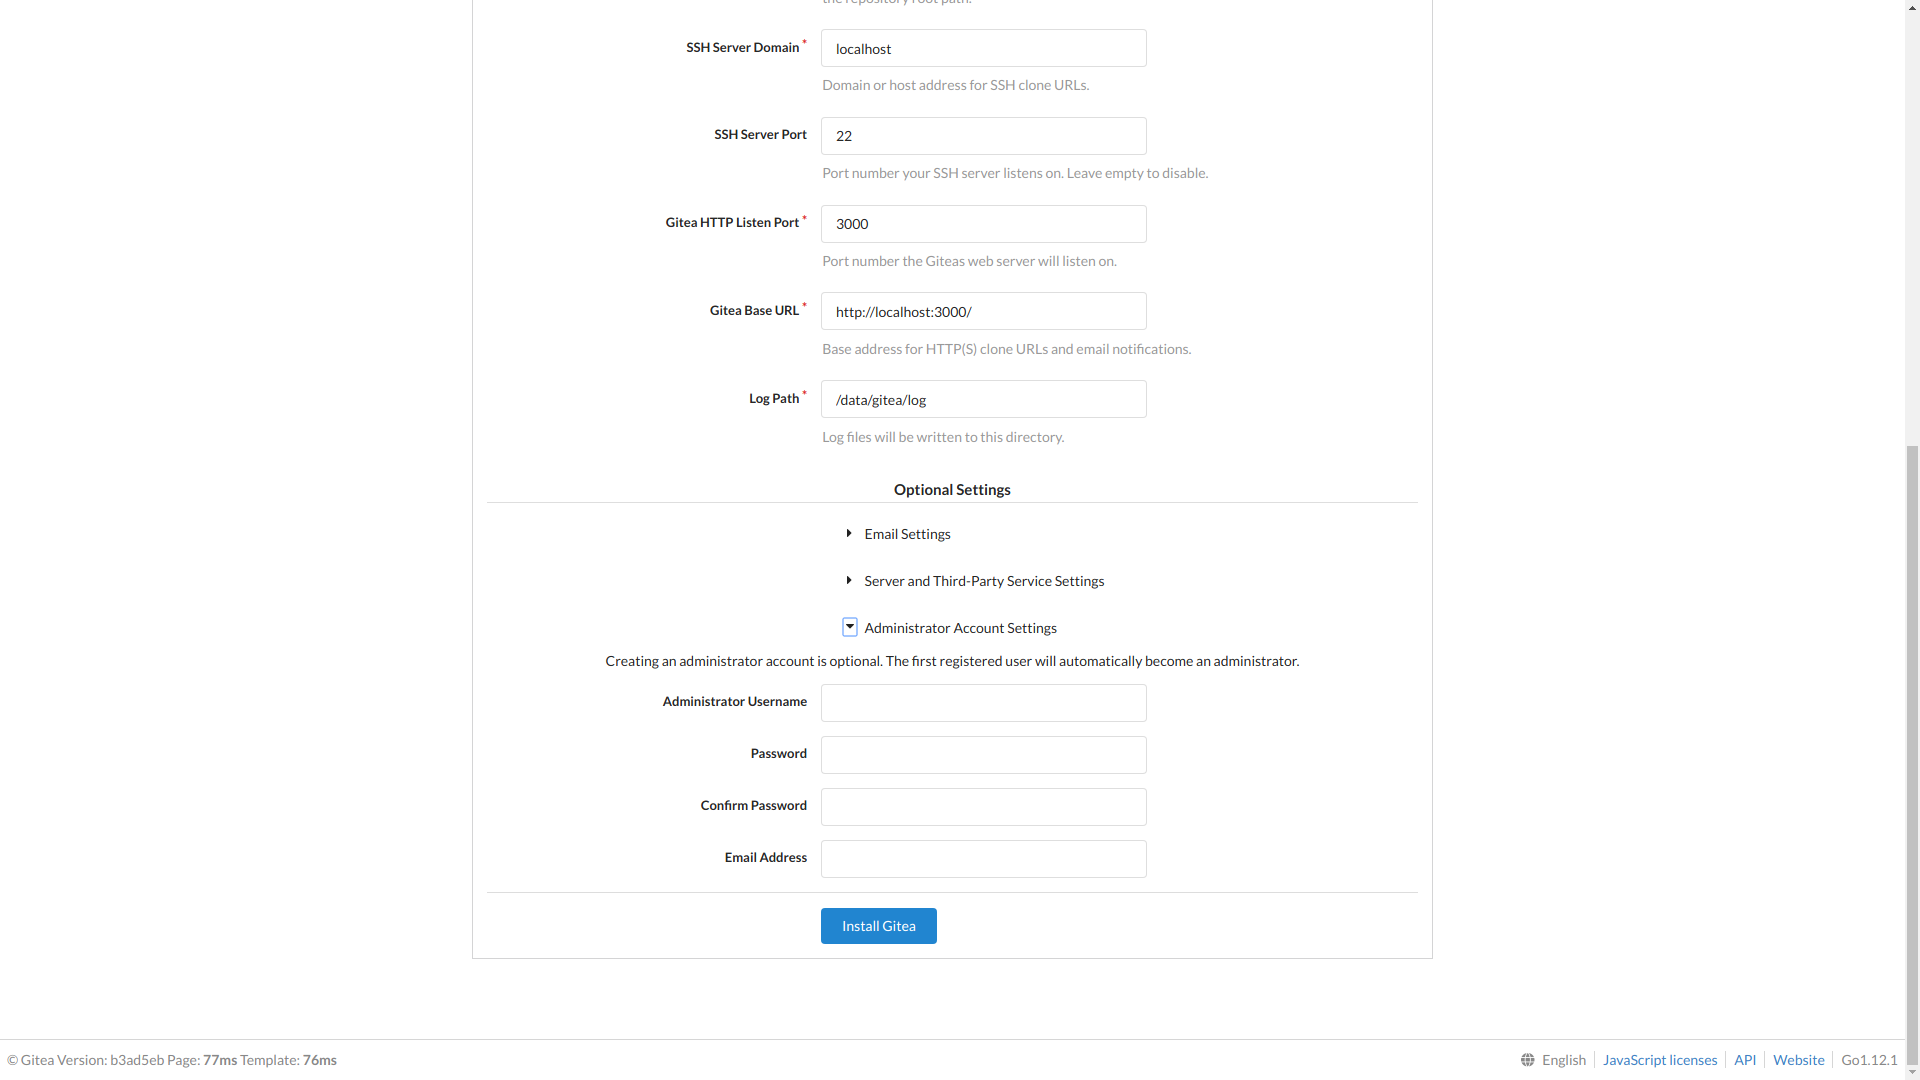 the repository root path.
SSH Server Domain *
localhost
Domain or host address for SSH clone URLs.
SSH Server Port
22
Port number your SSH server listens on. Leave empty to disable.
Gitea HTTP Listen Port *
3000
Port number the Giteas web server will listen on.
Gitea Base URL *
http://localhost:3000/
Base address for HTTP(S) clone URLs and email notifications.
Log Path *
/data/gitea/log
Log files will be written to this directory.
Optional Settings
Email Settings
Server and Third-Party Service Settings
Administrator Account Settings
Creating an administrator account is optional. The first registered user will automatically become an administrator.
Administrator Username
Password
Confirm Password
Email Address
Install Gitea
© Gitea Version: b3ad5eb Page: 77ms Template: 76ms
English JavaScript licenses API Website Go1.12.1